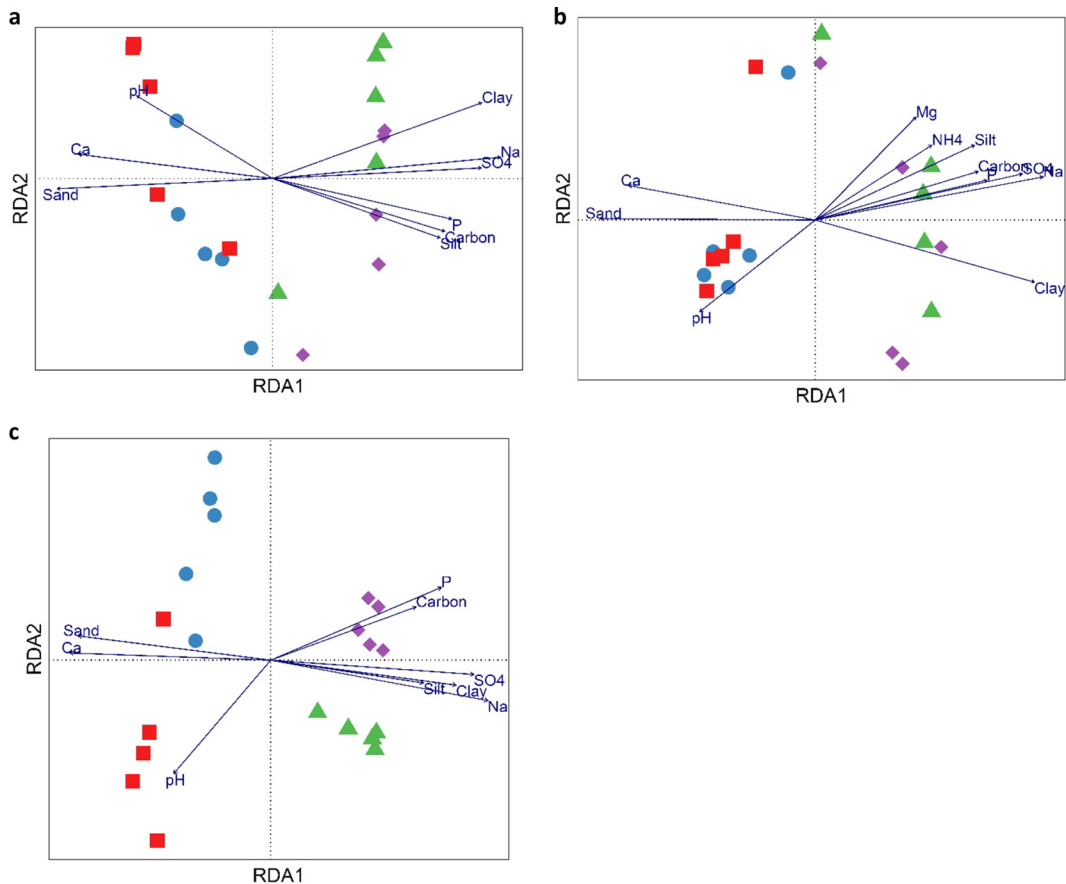 a
pH
Clay
Ca
Na
SO4
Sand
P
Carbon
Silt
RDA2
RDA1
b
Mg
NH4
Silt
Carbon
SO4
Na
P
Ca
Sand
Clay
pH
RDA2
RDA1
c
P
Carbon
Sand
Ca
SO4
Silt
Clay
Na
pH
RDA2
RDA1